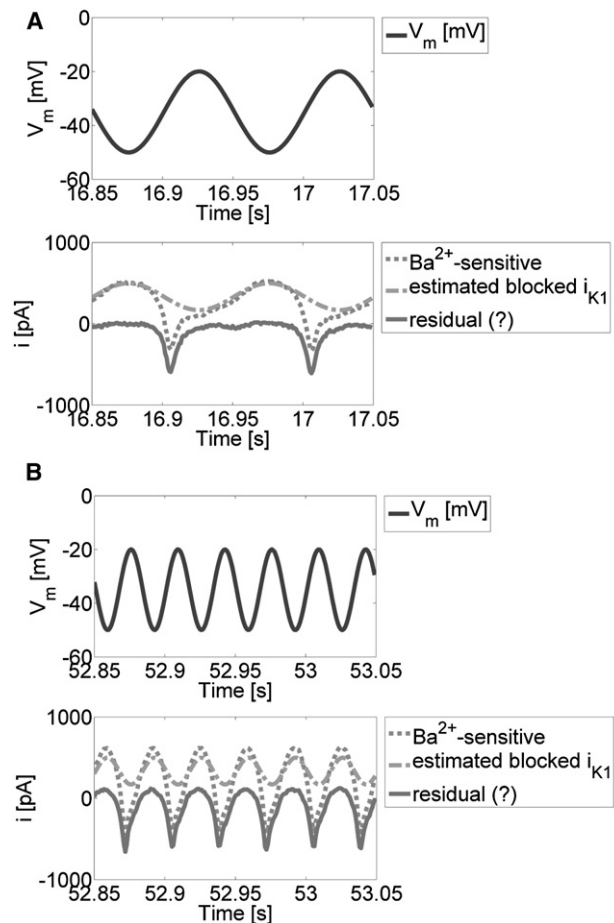 A
0
-20
-40
-60
V_m [mV]
16.85 16.9 16.95 17 17.05
Time [s]
V_m [mV]
1000
0
-1000
i [pA]
16.85 16.9 16.95 17 17.05
Time [s]
Ba²⁺-sensitive
estimated blocked i_K1
residual (?)
B
0
-20
-40
-60
V_m [mV]
52.85 52.9 52.95 53 53.05
Time [s]
V_m [mV]
1000
0
-1000
i [pA]
52.85 52.9 52.95 53 53.05
Time [s]
Ba²⁺-sensitive
estimated blocked i_K1
residual (?)